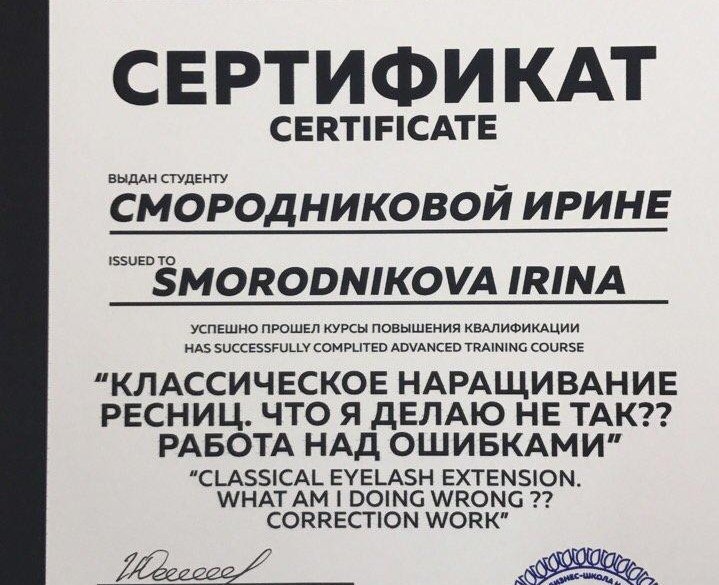 СЕРТИФИКАТ
CERTIFICATE
ВЫДАН СТУДЕНТУ
СМОРОДНИКОВОЙ ИРИНЕ
ISSUED TO
SMORODNIKOVA IRINA
УСПЕШНО ПРОШЕЛ КУРСЫ ПОВЫШЕНИЯ КВАЛИФИКАЦИИ
HAS SUCCESSFULLY COMPLITED ADVANCED TRAINING COURSE
“КЛАССИЧЕСКОЕ НАРАЩИВАНИЕ
РЕСНИЦ. ЧТО Я ДЕЛАЮ НЕ ТАК??
РАБОТА НАД ОШИБКАМИ”
“CLASSICAL EYELASH EXTENSION.
WHAT AM I DOING WRONG ??
CORRECTION WORK”
БИЗНЕС-ШКОЛА